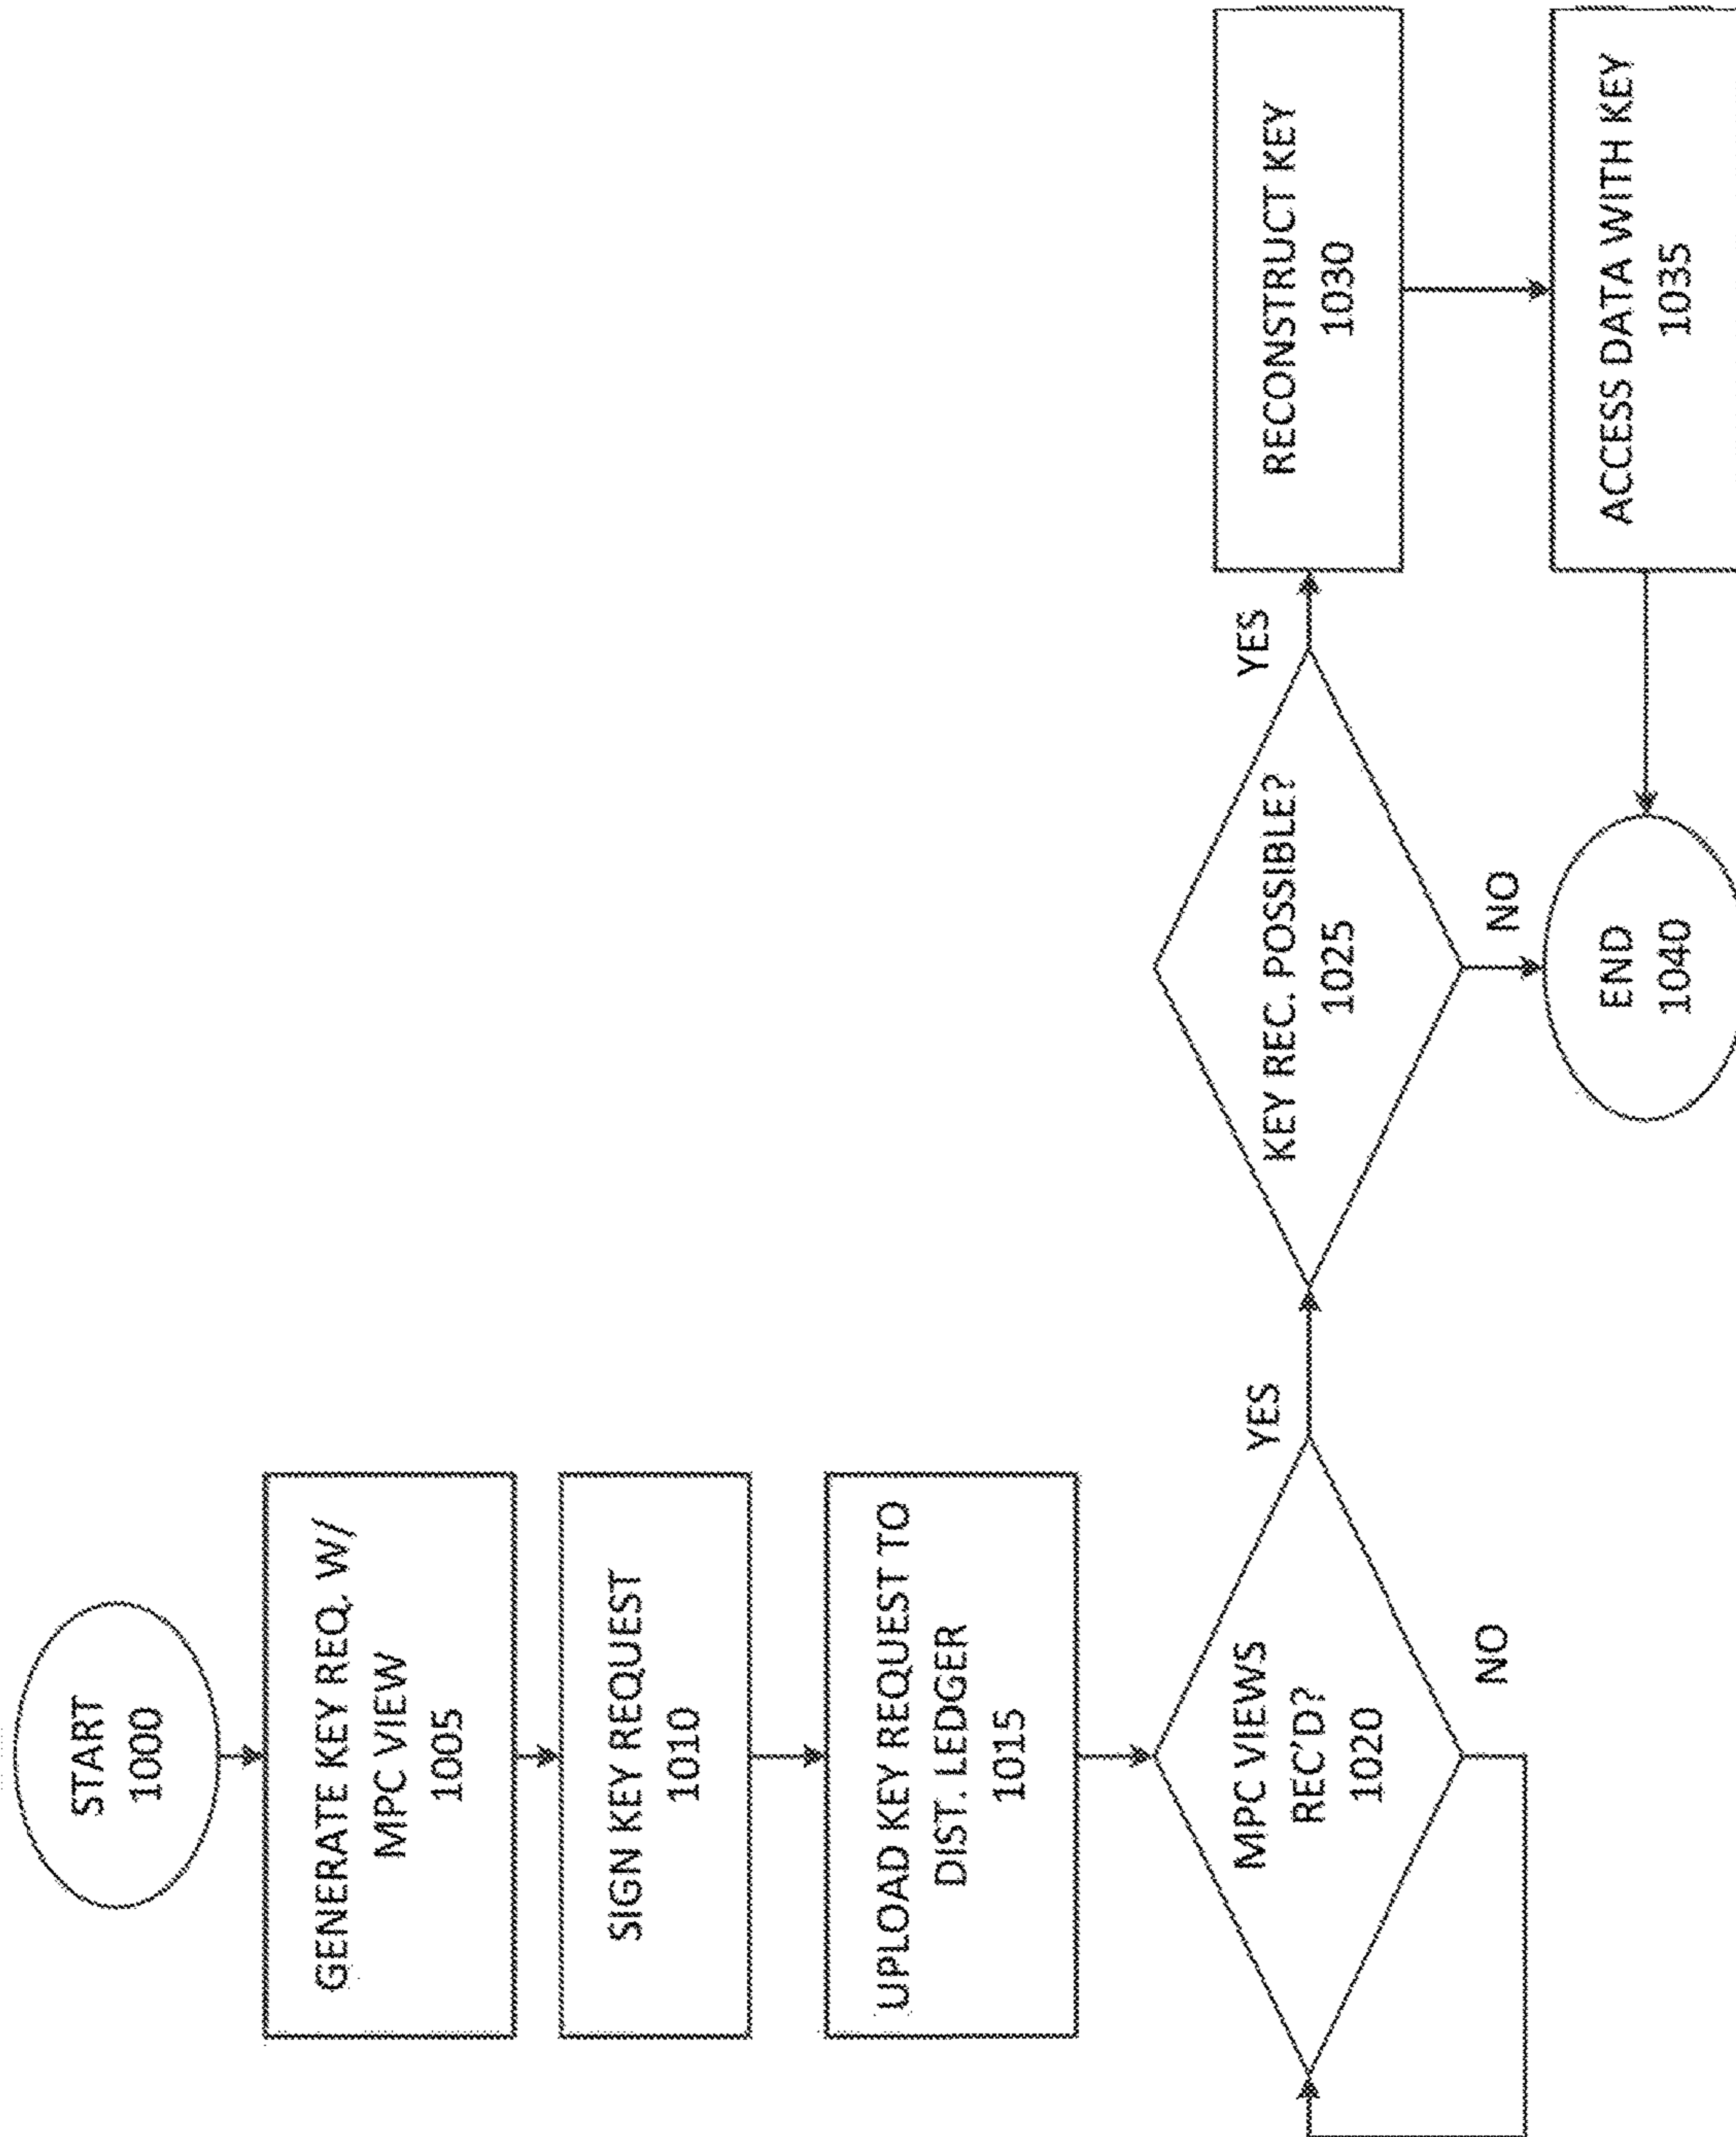 START
1000
GENERATE KEY REQ. W/
MPC VIEW
1005
SIGN KEY REQUEST
1010
UPLOAD KEY REQUEST TO
DIST. LEDGER
1015
MPC VIEWS
REC'D?
1020
NO
YES
KEY REC. POSSIBLE?
1025
NO
YES
RECONSTRUCT KEY
1030
ACCESS DATA WITH KEY
1035
END
1040